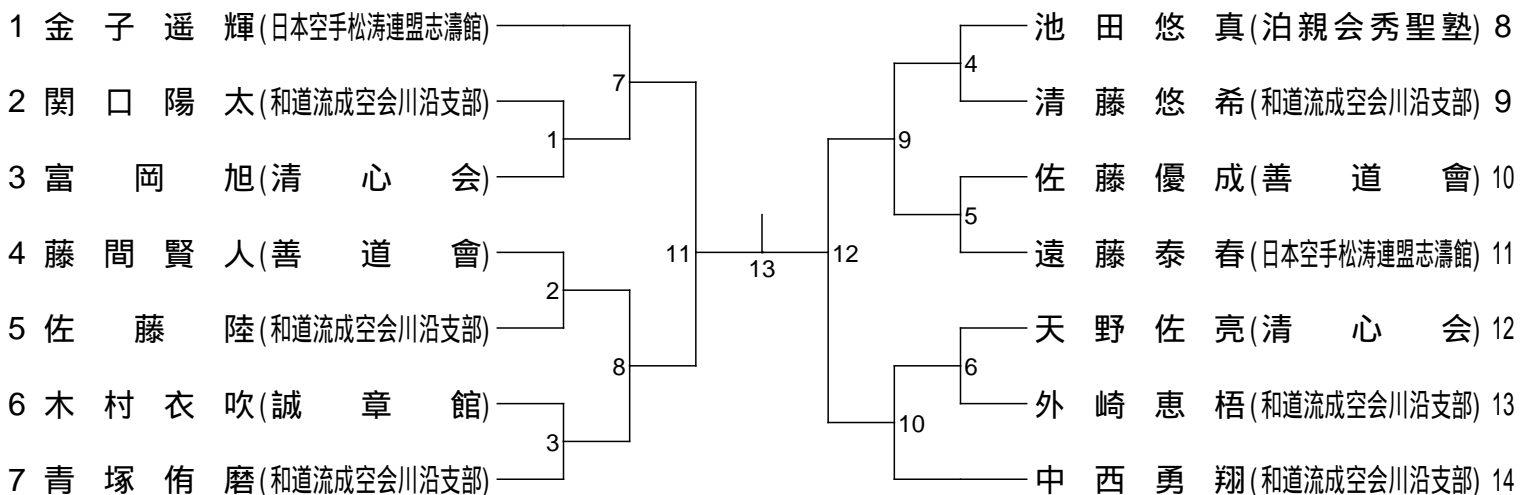 1 金子遥輝(日本空手松涛連盟志濤館)
2 関口陽太(和道流成空会川沿支部)
3 富岡旭(清心会)
4 藤間賢人(善道會)
5 佐藤陸(和道流成空会川沿支部)
6 木村衣吹(誠章館)
7 青塚侑磨(和道流成空会川沿支部)
7
1
2
8
3
11
13
12
4
9
5
6
10
池田悠真(泊親会秀聖塾) 8
清藤悠希(和道流成空会川沿支部) 9
佐藤優成(善道會) 10
遠藤泰春(日本空手松涛連盟志濤館) 11
天野佐亮(清心会) 12
外崎恵梧(和道流成空会川沿支部) 13
中西勇翔(和道流成空会川沿支部) 14